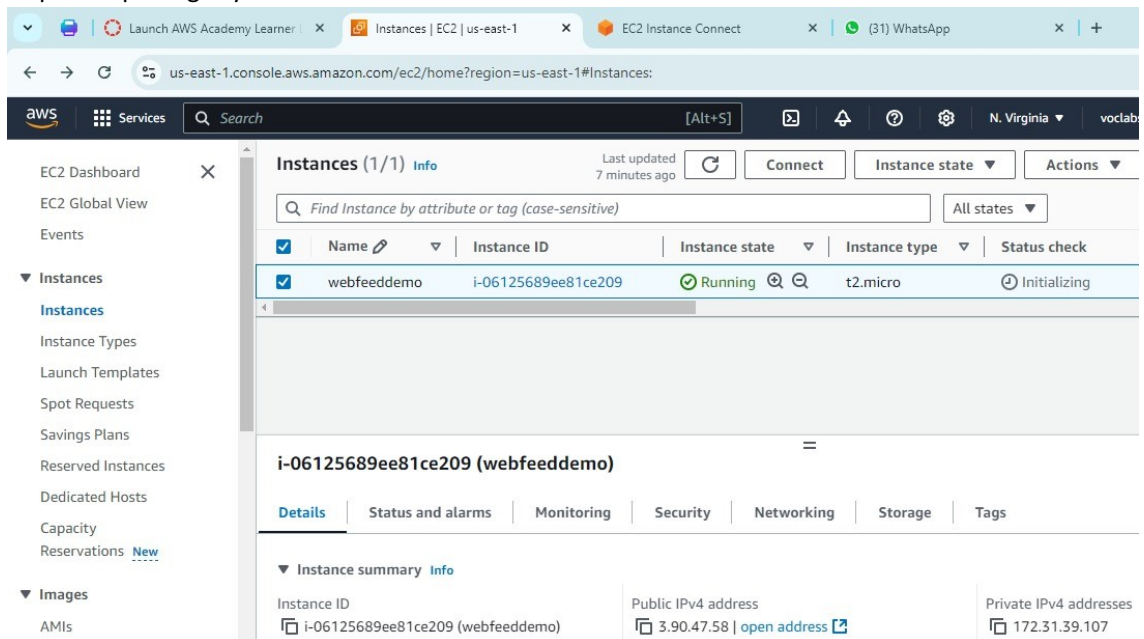 Launch AWS Academy Learner
Instances | EC2 | us-east-1
EC2 Instance Connect
(31) WhatsApp
us-east-1.console.aws.amazon.com/ec2/home?region=us-east-1#Instances:
aws
Services
Search
[Alt+S]
N. Virginia
voclabs
EC2 Dashboard
EC2 Global View
Events
Instances
Instances
Instance Types
Launch Templates
Spot Requests
Savings Plans
Reserved Instances
Dedicated Hosts
Capacity
Reservations New
Images
AMIs
Instances (1/1) Info
Last updated
7 minutes ago
Connect
Instance state
Actions
Find Instance by attribute or tag (case-sensitive)
All states
Name
Instance ID
Instance state
Instance type
Status check
webfeeddemo
i-06125689ee81ce209
Running
t2.micro
Initializing
i-06125689ee81ce209 (webfeeddemo)
Details
Status and alarms
Monitoring
Security
Networking
Storage
Tags
Instance summary Info
Instance ID
i-06125689ee81ce209 (webfeeddemo)
Public IPv4 address
3.90.47.58 | open address
Private IPv4 addresses
172.31.39.107